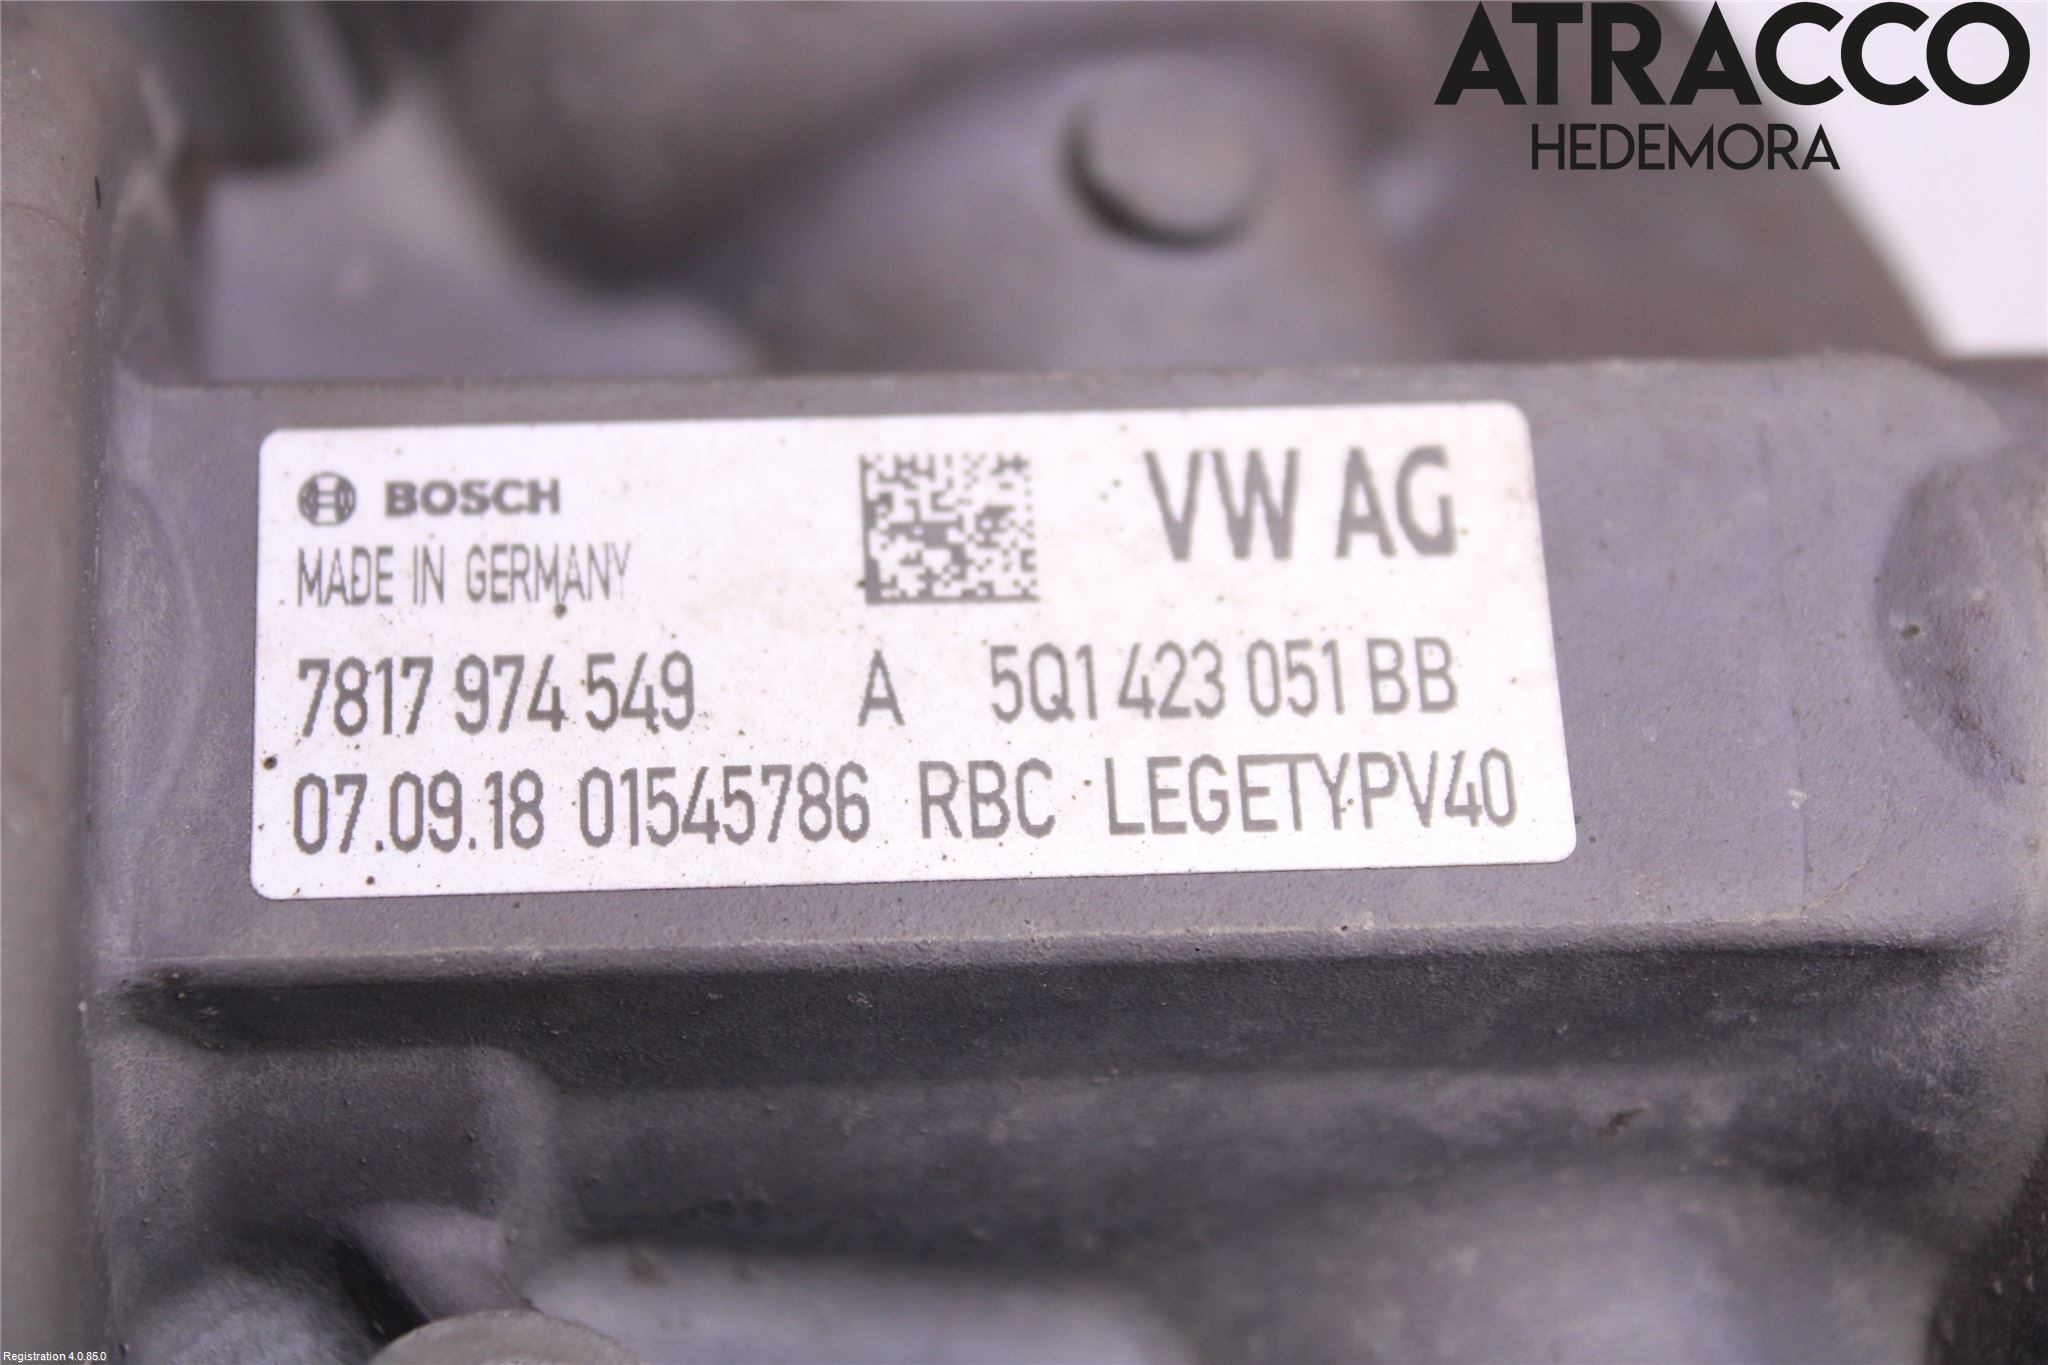 ATRACCO
HEDEMORA
BOSCH
VW AG
MADE IN GERMANY
7817 974 549 A 5Q1 423 051 BB
07.09.18 01545786 RBC LEGETYPV40
Registration 4.0.85.0